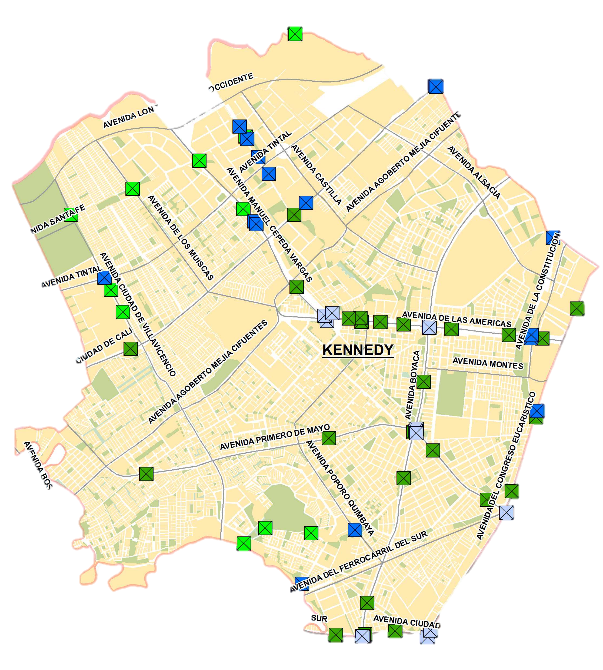 OCCIDENTE
AVENIDA LON
AVENIDA TINTAL
AVENIDA CASTILLA
AVENIDA AGOBERTO MEJIA CIFUENTE
AVENIDA ALSACIA
AVENIDA MANUEL CEPEDA VARGAS
AVENIDA DE LOS MUISCAS
NIDA SANTA FE
AVENIDA TINTAL
AVENIDA CIUDAD DE VILLAVICENCIO
AVENIDA DE LA CONSTITUCION
CIUDAD DE CALI
AVENIDA DE LAS AMERICAS
AVENIDA AGOBERTO MEJIA CIFUENTES
KENNEDY
AVENIDA MONTES
AVENIDA BOYACA
AVENIDA PRIMERO DE MAYO
AVENIDA DEL CONGRESO EUCARISTICO
AVENIDA BOS
AVENIDA POPORO QUIMBAYA
AVENIDA DEL FERROCARRIL DEL SUR
SUR
AVENIDA CIUDAD